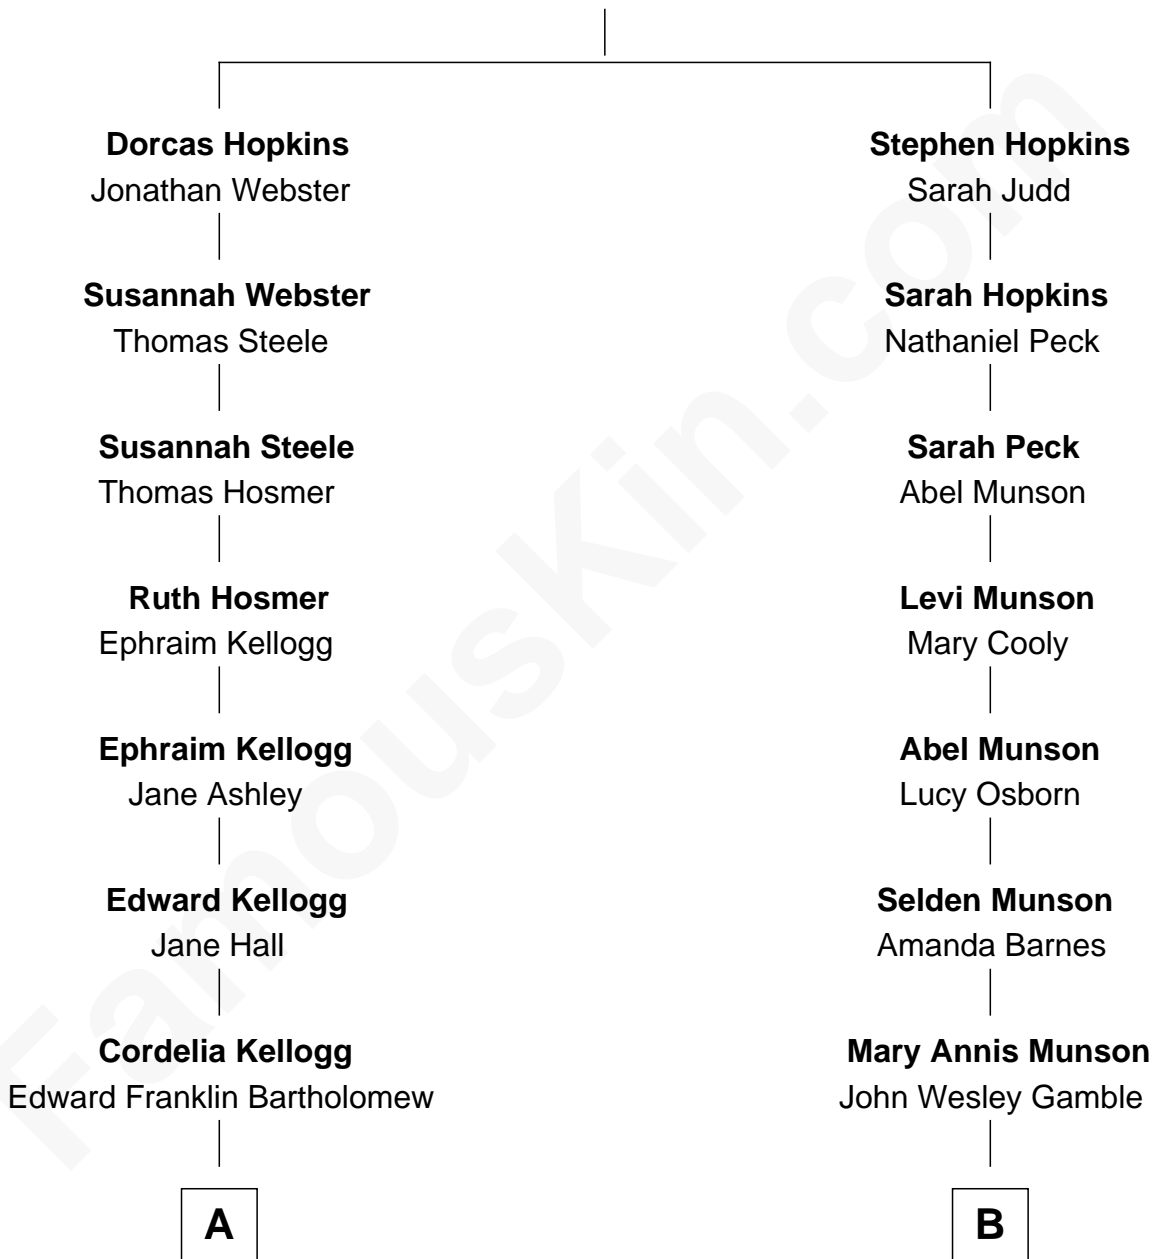 Dorcas Hopkins
Jonathan Webster
Stephen Hopkins
Sarah Judd
Susannah Webster
Thomas Steele
Sarah Hopkins
Nathaniel Peck
Susannah Steele
Thomas Hosmer
Sarah Peck
Abel Munson
Ruth Hosmer
Ephraim Kellogg
Levi Munson
Mary Cooly
Ephraim Kellogg
Jane Ashley
Abel Munson
Lucy Osborn
Edward Kellogg
Jane Hall
Selden Munson
Amanda Barnes
Cordelia Kellogg
Edward Franklin Bartholomew
Mary Annis Munson
John Wesley Gamble
A
B
FamousKin.com